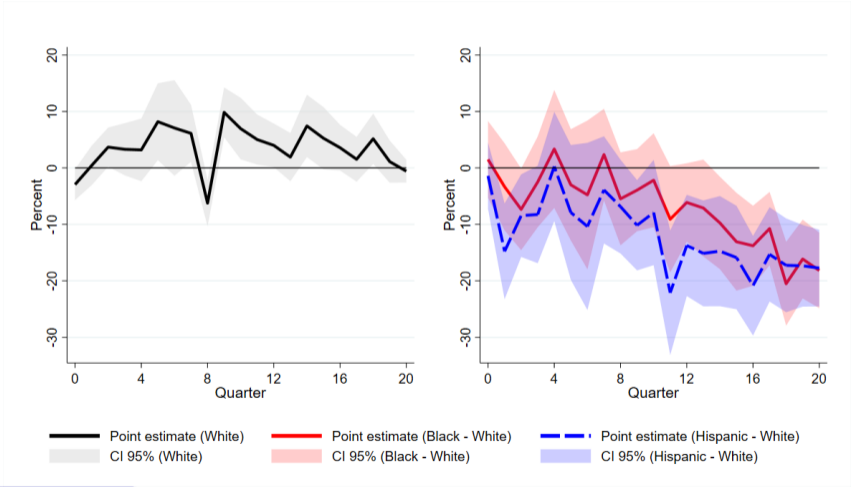 20
10
0
-10
-20
-30
Percent
0 4 8 12 16 20
Quarter
20
10
0
-10
-20
-30
Percent
0 4 8 12 16 20
Quarter
Point estimate (White) Point estimate (Black - White) Point estimate (Hispanic - White)
CI 95% (White) CI 95% (Black - White) CI 95% (Hispanic - White)